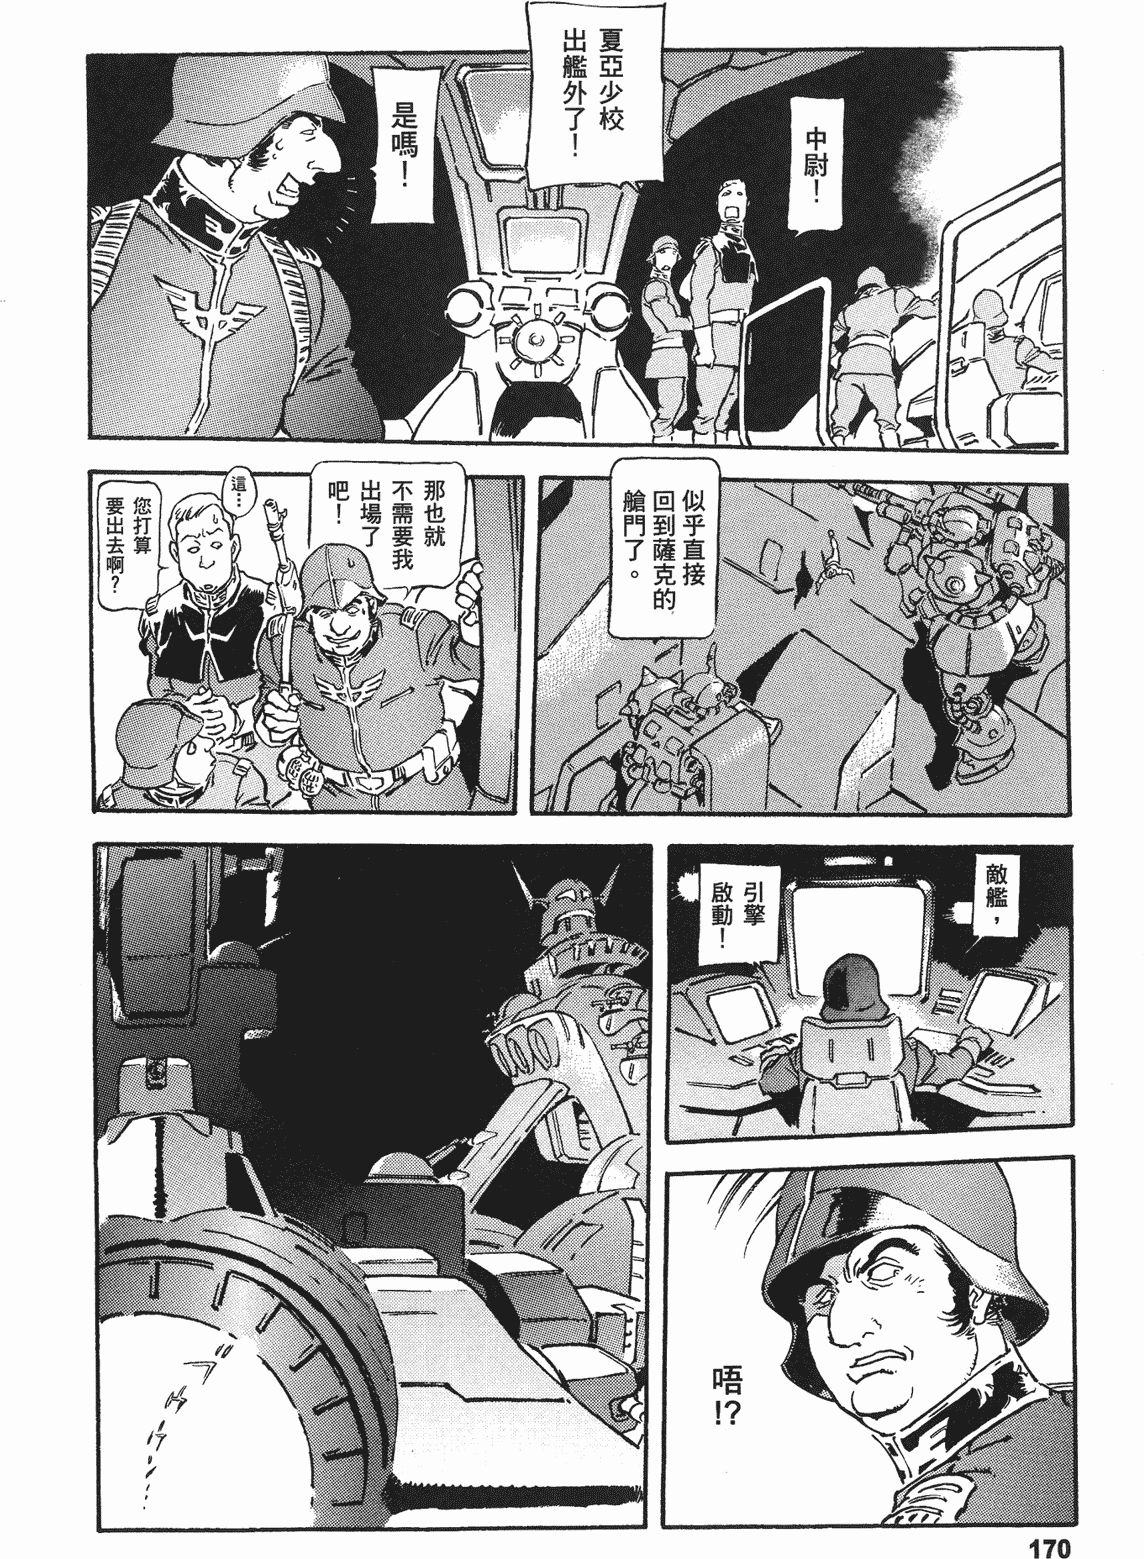 中尉！
夏亞少校
出艦外了！
是嗎！
似乎直接
回到薩克的
艙門了。
那也就
不需要我
出場了
吧！
這…
您打算
要出去啊？
敵艦，
引擎
啟動！
唔!?
170